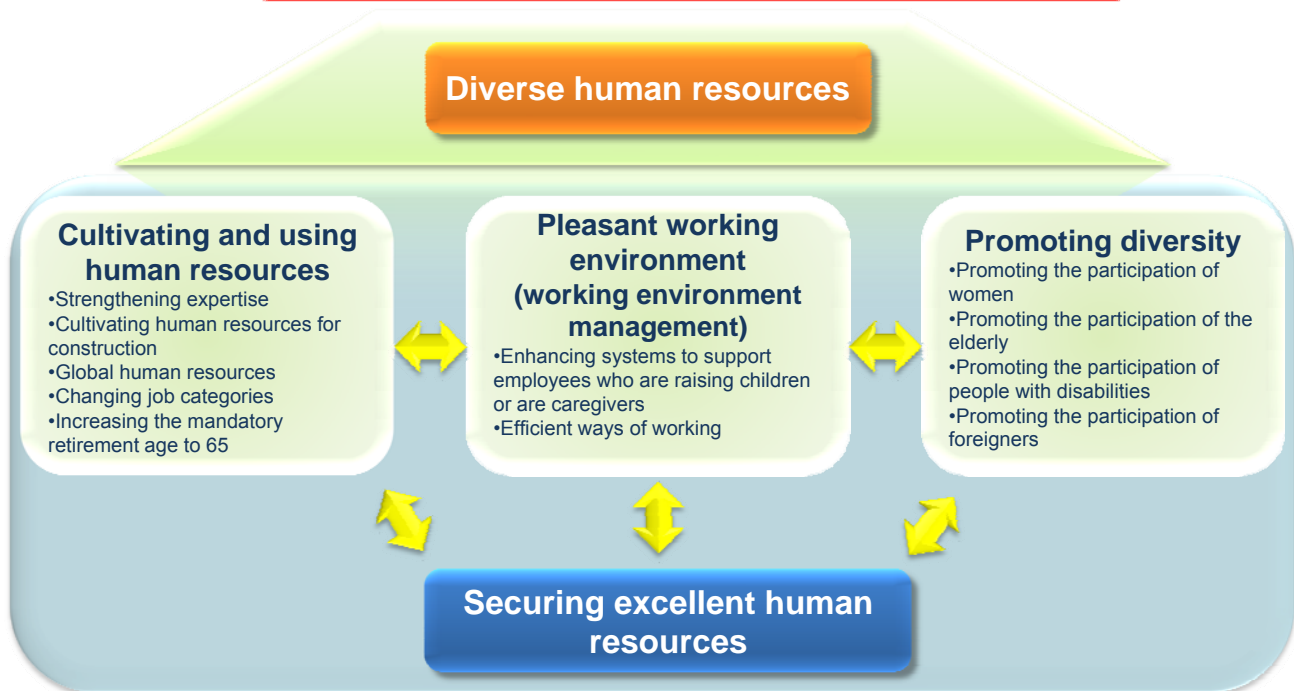 Diverse human resources
Cultivating and using
human resources
•Strengthening expertise
•Cultivating human resources for
construction
•Global human resources
•Changing job categories
•Increasing the mandatory
retirement age to 65
Pleasant working
environment
(working environment
management)
•Enhancing systems to support
employees who are raising children
or are caregivers
•Efficient ways of working
Promoting diversity
•Promoting the participation of
women
•Promoting the participation of the
elderly
•Promoting the participation of
people with disabilities
•Promoting the participation of
foreigners
Securing excellent human
resources